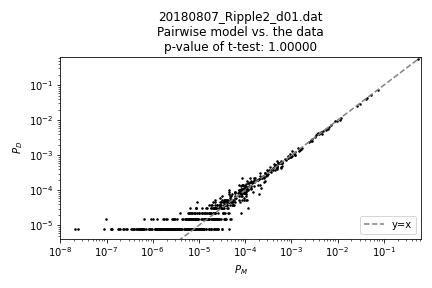 20180807_Ripple2_d01.dat
Pairwise model vs. the data
p-value of t-test: 1.00000
P_D
10^{-1}
10^{-2}
10^{-3}
10^{-4}
10^{-5}
y=x
10^{-8} 10^{-7} 10^{-6} 10^{-5} 10^{-4} 10^{-3} 10^{-2} 10^{-1}
P_M